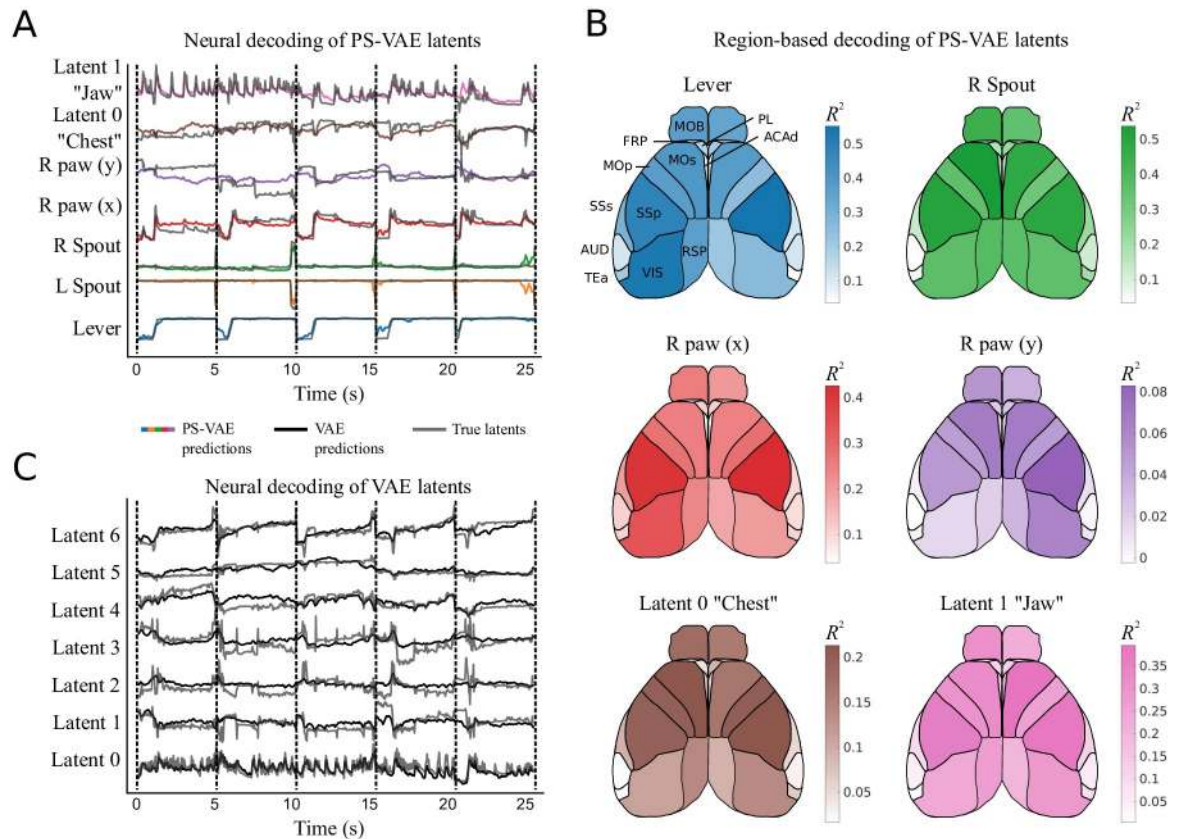 A
Neural decoding of PS-VAE latents
Latent 1
"Jaw"
Latent 0
"Chest"
R paw (y)
R paw (x)
R Spout
L Spout
Lever
0 5 10 15 20 25
Time (s)
PS-VAE
predictions
VAE
predictions
True latents
C
Neural decoding of VAE latents
Latent 6
Latent 5
Latent 4
Latent 3
Latent 2
Latent 1
Latent 0
0 5 10 15 20 25
Time (s)
B
Region-based decoding of PS-VAE latents
Lever
MOB
PL
FRP
ACAd
MOp
MOs
SSs
SSp
AUD
RSP
TEa
VIS
R²
0.5
0.4
0.3
0.2
0.1
R Spout
R²
0.5
0.4
0.3
0.2
0.1
R paw (x)
R²
0.4
0.3
0.2
0.1
R paw (y)
R²
0.08
0.06
0.04
0.02
0
Latent 0 "Chest"
R²
0.2
0.15
0.1
0.05
Latent 1 "Jaw"
R²
0.35
0.3
0.25
0.2
0.15
0.1
0.05